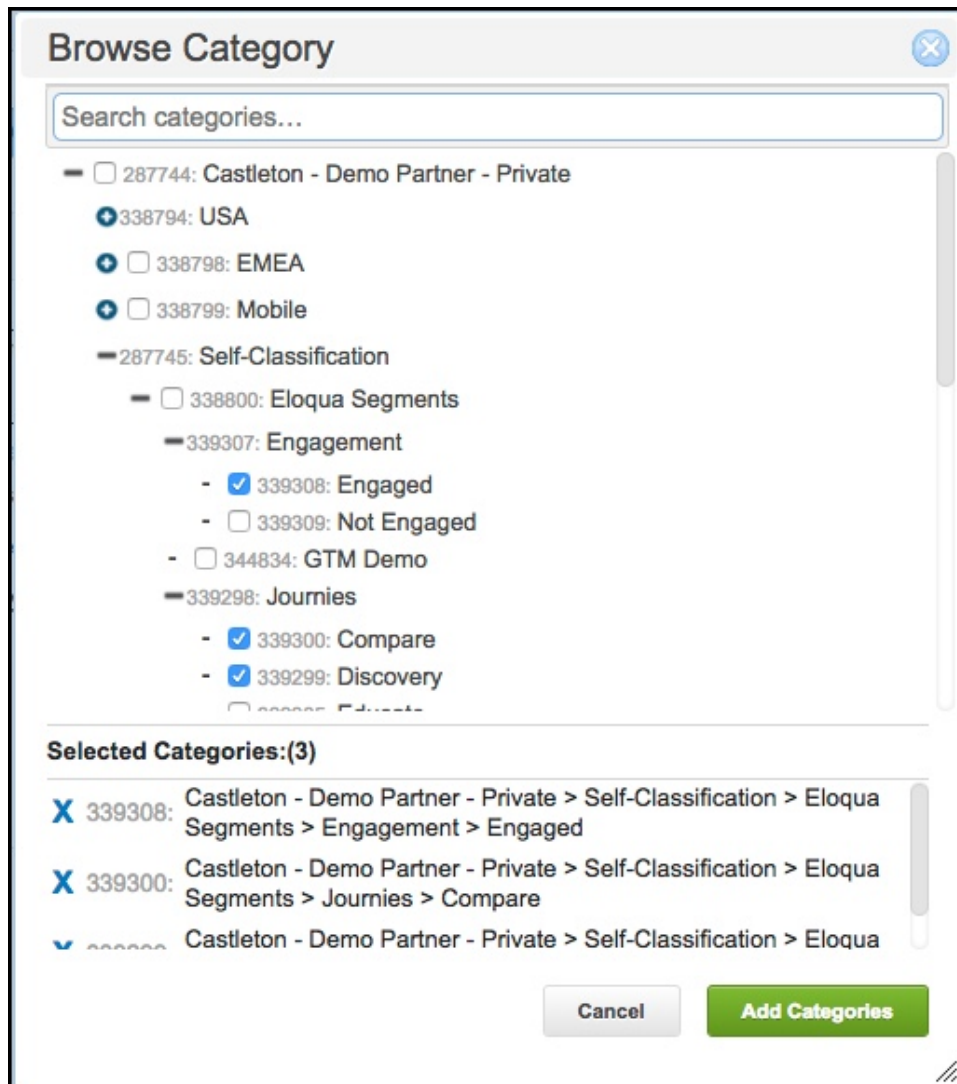 Browse Category
Search categories...
287744: Castleton - Demo Partner - Private
338794: USA
338798: EMEA
338799: Mobile
287745: Self-Classification
338800: Eloqua Segments
339307: Engagement
- 339308: Engaged
- 339309: Not Engaged
- 344834: GTM Demo
339298: Journies
- 339300: Compare
- 339299: Discovery
Selected Categories:(3)
X 339308: Castleton - Demo Partner - Private > Self-Classification > Eloqua
Segments > Engagement > Engaged
X 339300: Castleton - Demo Partner - Private > Self-Classification > Eloqua
Segments > Journies > Compare
X Castleton - Demo Partner - Private > Self-Classification > Eloqua
Cancel
Add Categories